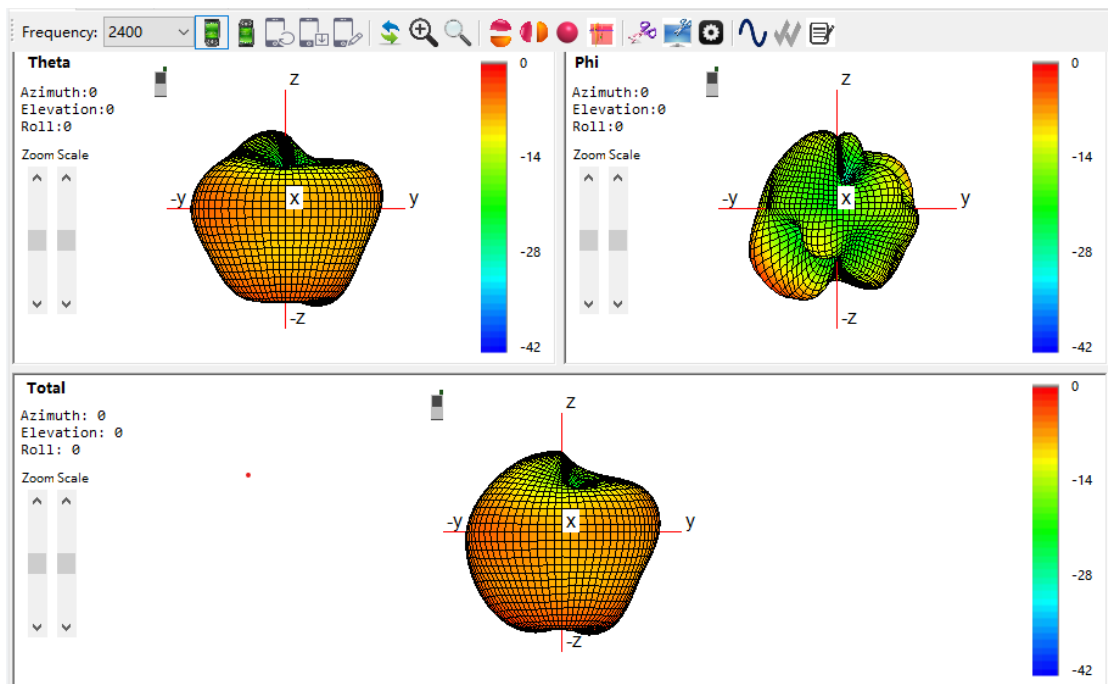 Frequency: 2400
Theta
Azimuth:0
Elevation:0
Roll:0
Zoom Scale
z
-y
x
y
-z
0
-14
-28
-42
Phi
Azimuth:0
Elevation:0
Roll:0
Zoom Scale
z
-y
x
y
-z
0
-14
-28
-42
Total
Azimuth: 0
Elevation: 0
Roll: 0
Zoom Scale
z
-y
x
y
-z
0
-14
-28
-42